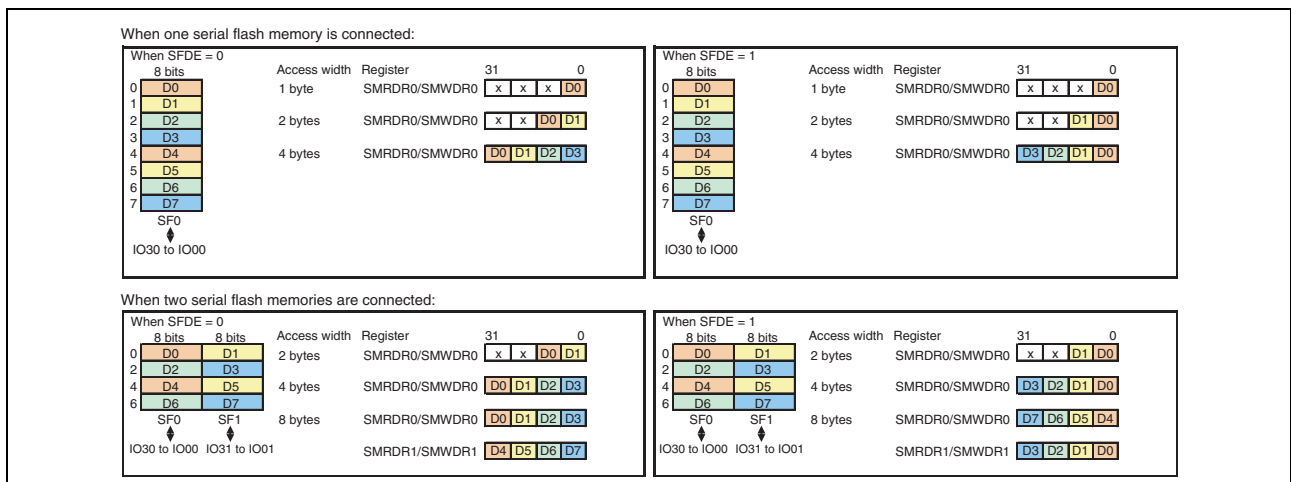 When one serial flash memory is connected:
When SFDE = 0
8 bits Access width Register 31 0
0 D0 1 byte SMRDR0/SMWDR0 x x x D0
1 D1
2 D2 2 bytes SMRDR0/SMWDR0 x x D0 D1
3 D3
4 D4 4 bytes SMRDR0/SMWDR0 D0 D1 D2 D3
5 D5
6 D6
7 D7
SF0
IO30 to IO00
When SFDE = 1
8 bits Access width Register 31 0
0 D0 1 byte SMRDR0/SMWDR0 x x x D0
1 D1
2 D2 2 bytes SMRDR0/SMWDR0 x x D1 D0
3 D3
4 D4 4 bytes SMRDR0/SMWDR0 D3 D2 D1 D0
5 D5
6 D6
7 D7
SF0
IO30 to IO00
When two serial flash memories are connected:
When SFDE = 0
8 bits 8 bits Access width Register 31 0
0 D0 D1 2 bytes SMRDR0/SMWDR0 x x D0 D1
2 D2 D3
4 D4 D5 4 bytes SMRDR0/SMWDR0 D0 D1 D2 D3
6 D6 D7
SF0 SF1 8 bytes SMRDR0/SMWDR0 D0 D1 D2 D3
IO30 to IO00 IO31 to IO01
SMRDR1/SMWDR1 D4 D5 D6 D7
When SFDE = 1
8 bits 8 bits Access width Register 31 0
0 D0 D1 2 bytes SMRDR0/SMWDR0 x x D1 D0
2 D2 D3
4 D4 D5 4 bytes SMRDR0/SMWDR0 D3 D2 D1 D0
6 D6 D7
SF0 SF1 8 bytes SMRDR0/SMWDR0 D7 D6 D5 D4
IO30 to IO00 IO31 to IO01
SMRDR1/SMWDR1 D3 D2 D1 D0